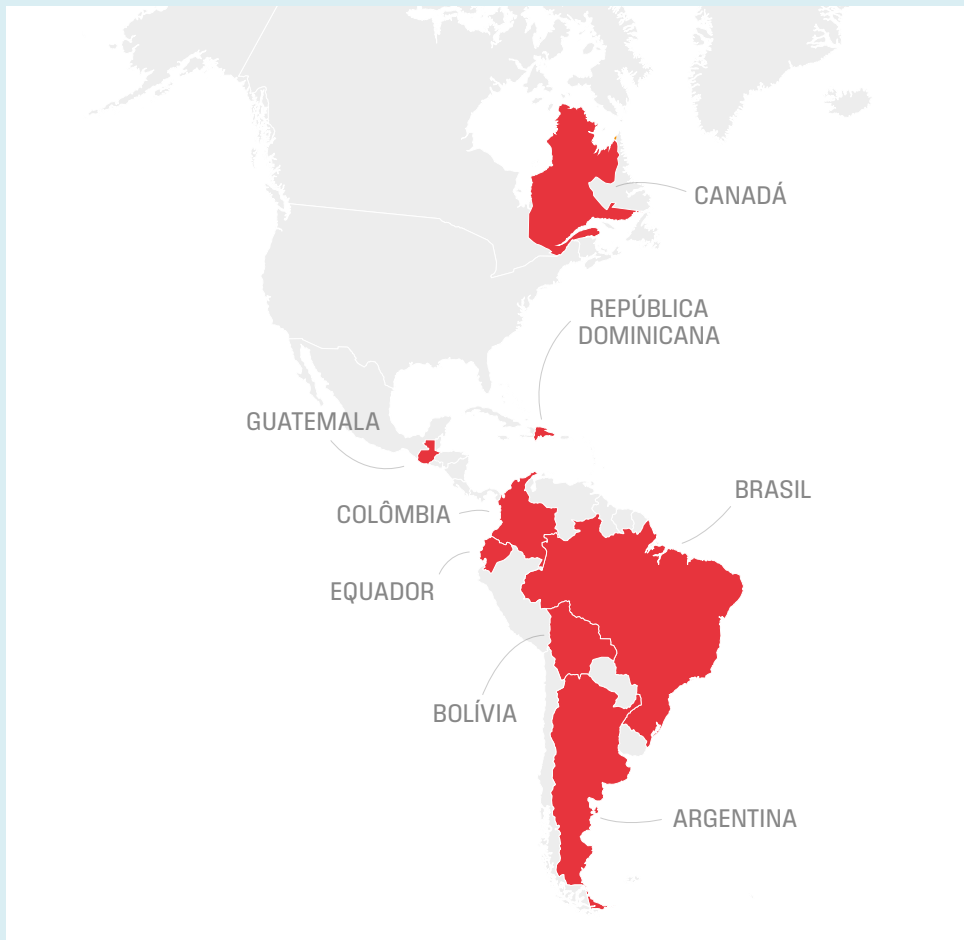 CANADÁ
REPÚBLICA
DOMINICANA
GUATEMALA
BRASIL
COLÔMBIA
EQUADOR
BOLÍVIA
ARGENTINA